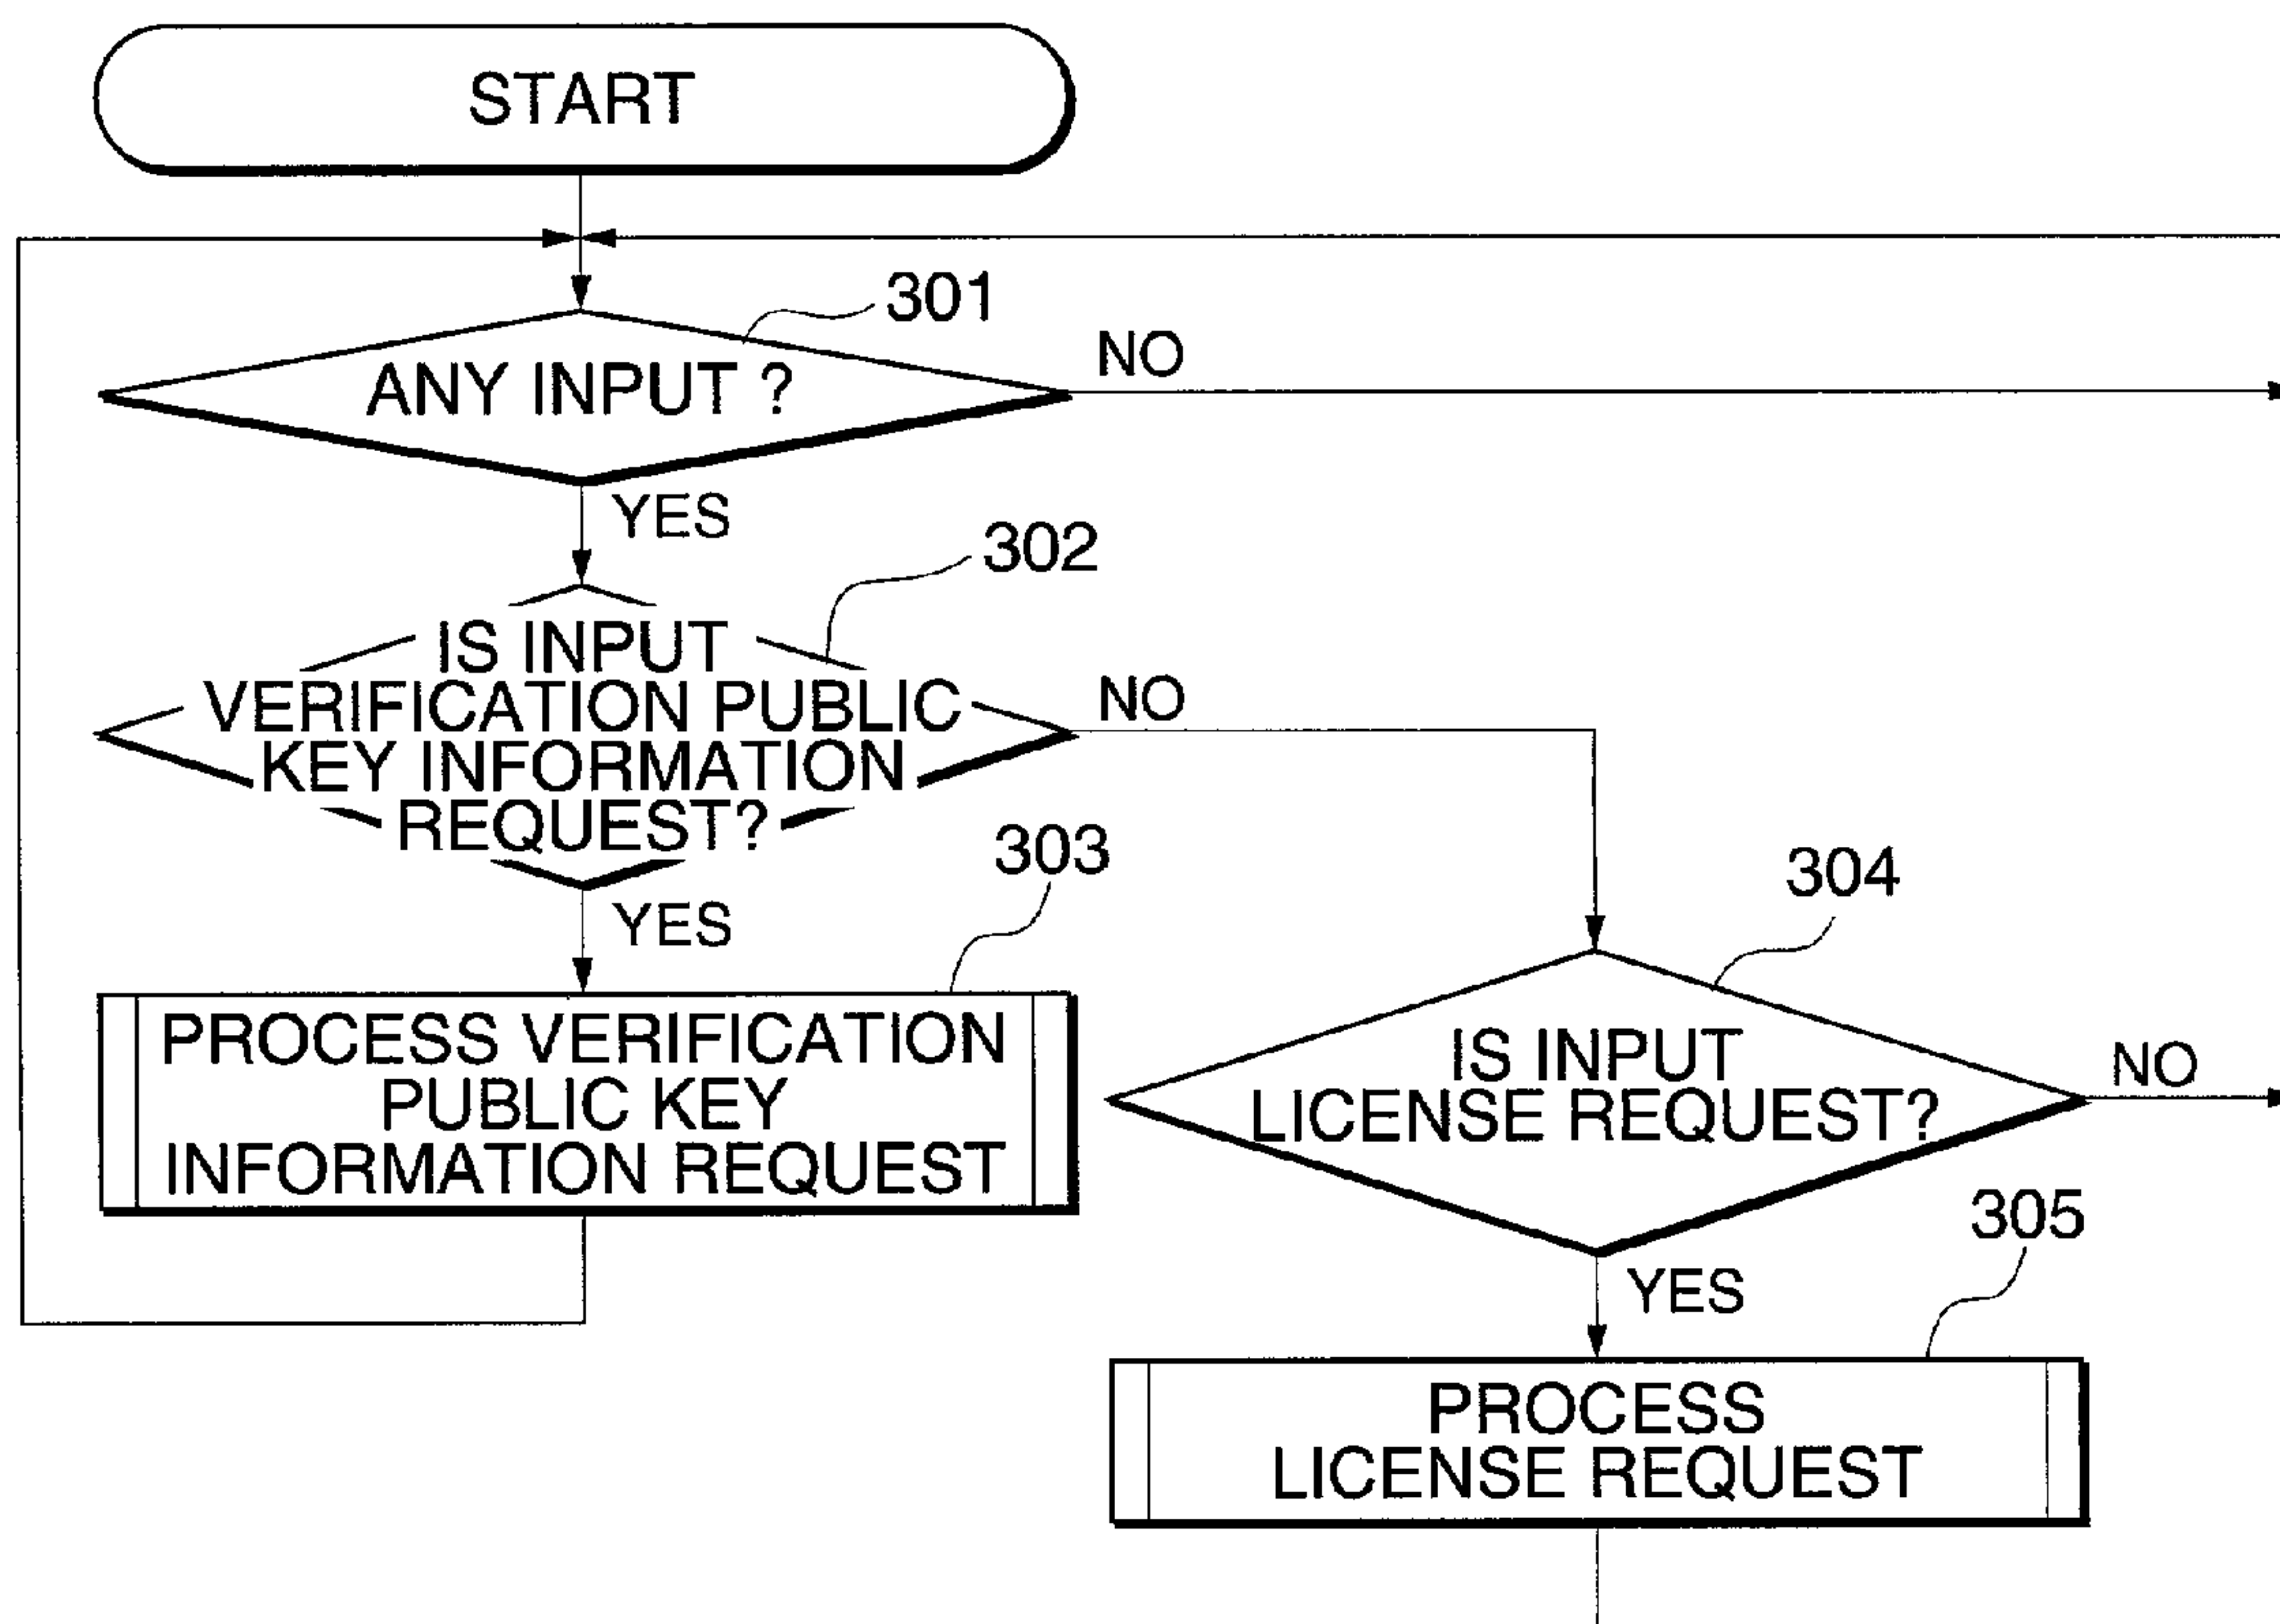 START
301
ANY INPUT ?
NO
YES
302
IS INPUT
VERIFICATION PUBLIC
KEY INFORMATION
REQUEST?
NO
YES
303
PROCESS VERIFICATION
PUBLIC KEY
INFORMATION REQUEST
304
IS INPUT
LICENSE REQUEST?
NO
YES
305
PROCESS
LICENSE REQUEST